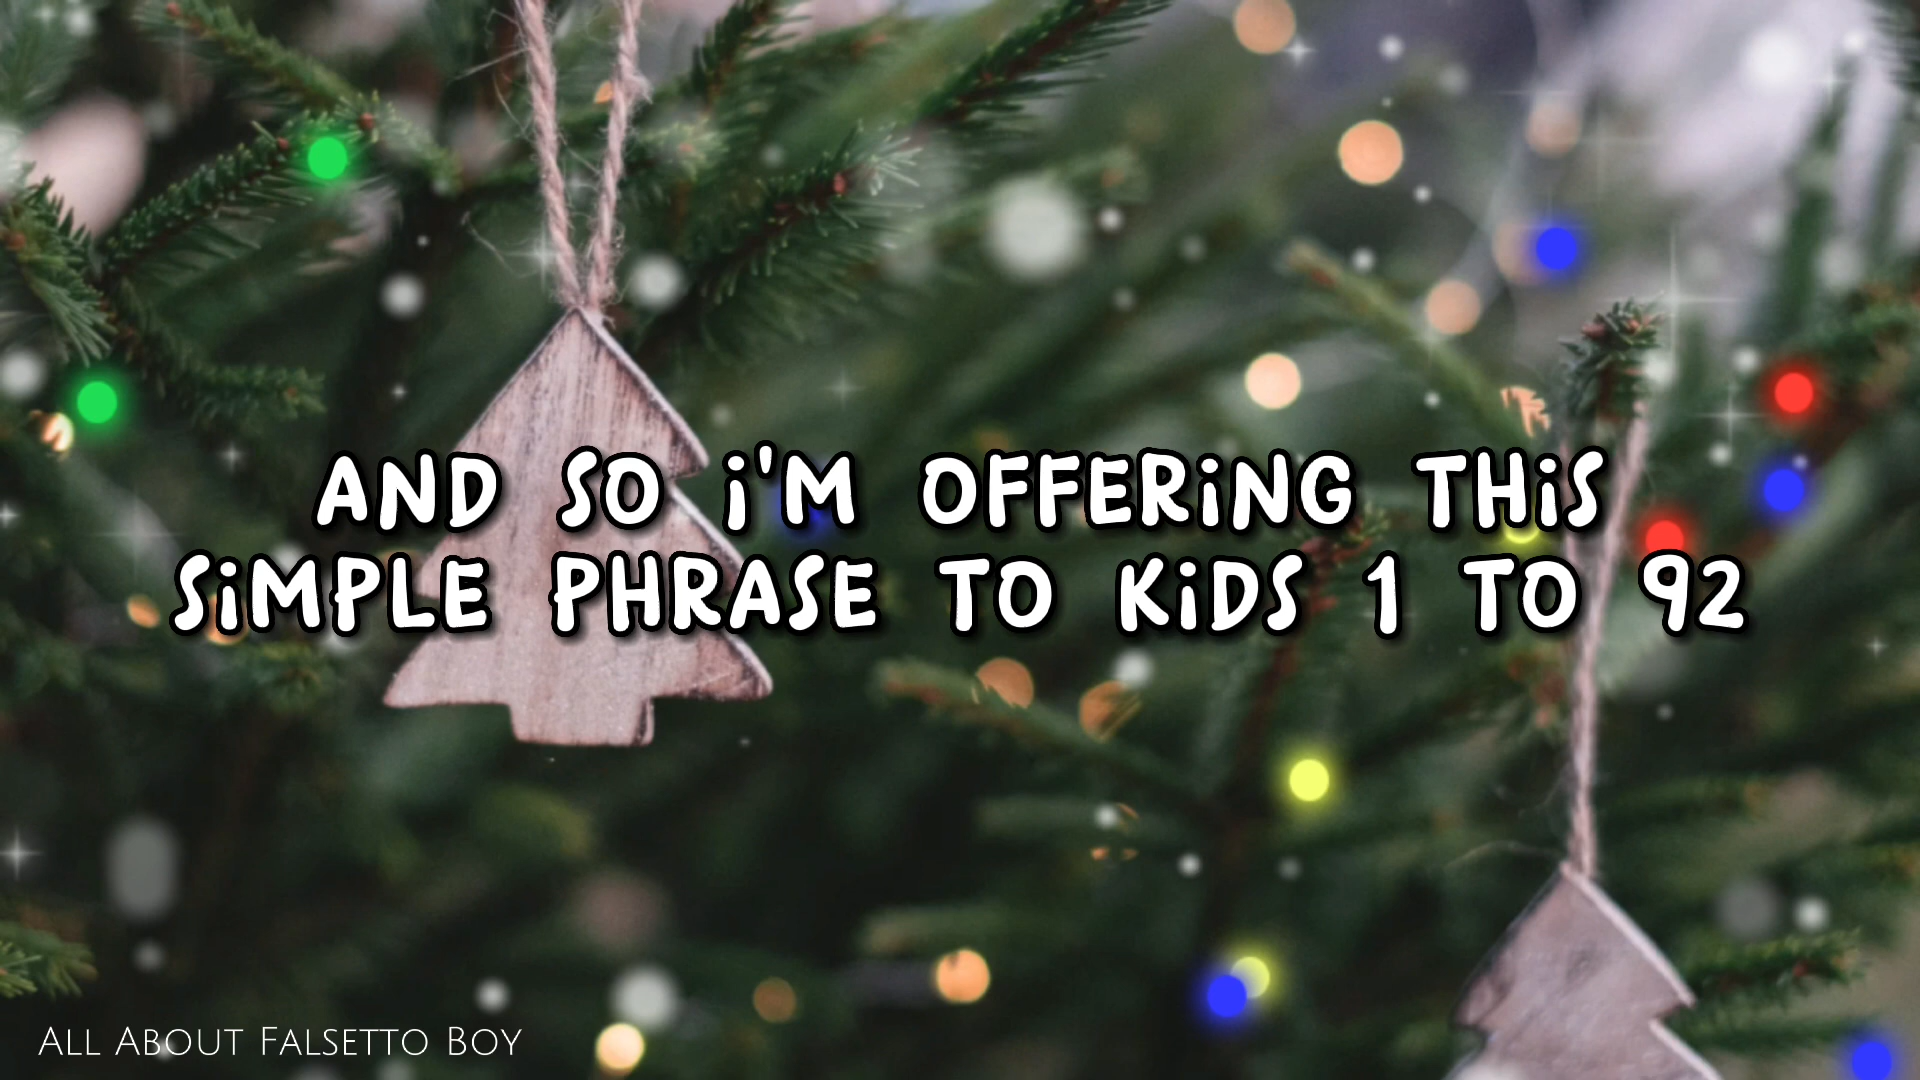 AND SO i'M OFFERiNG THiS
SiMPLE PHRASE TO KiDS 1 TO 92
All About Falsetto Boy